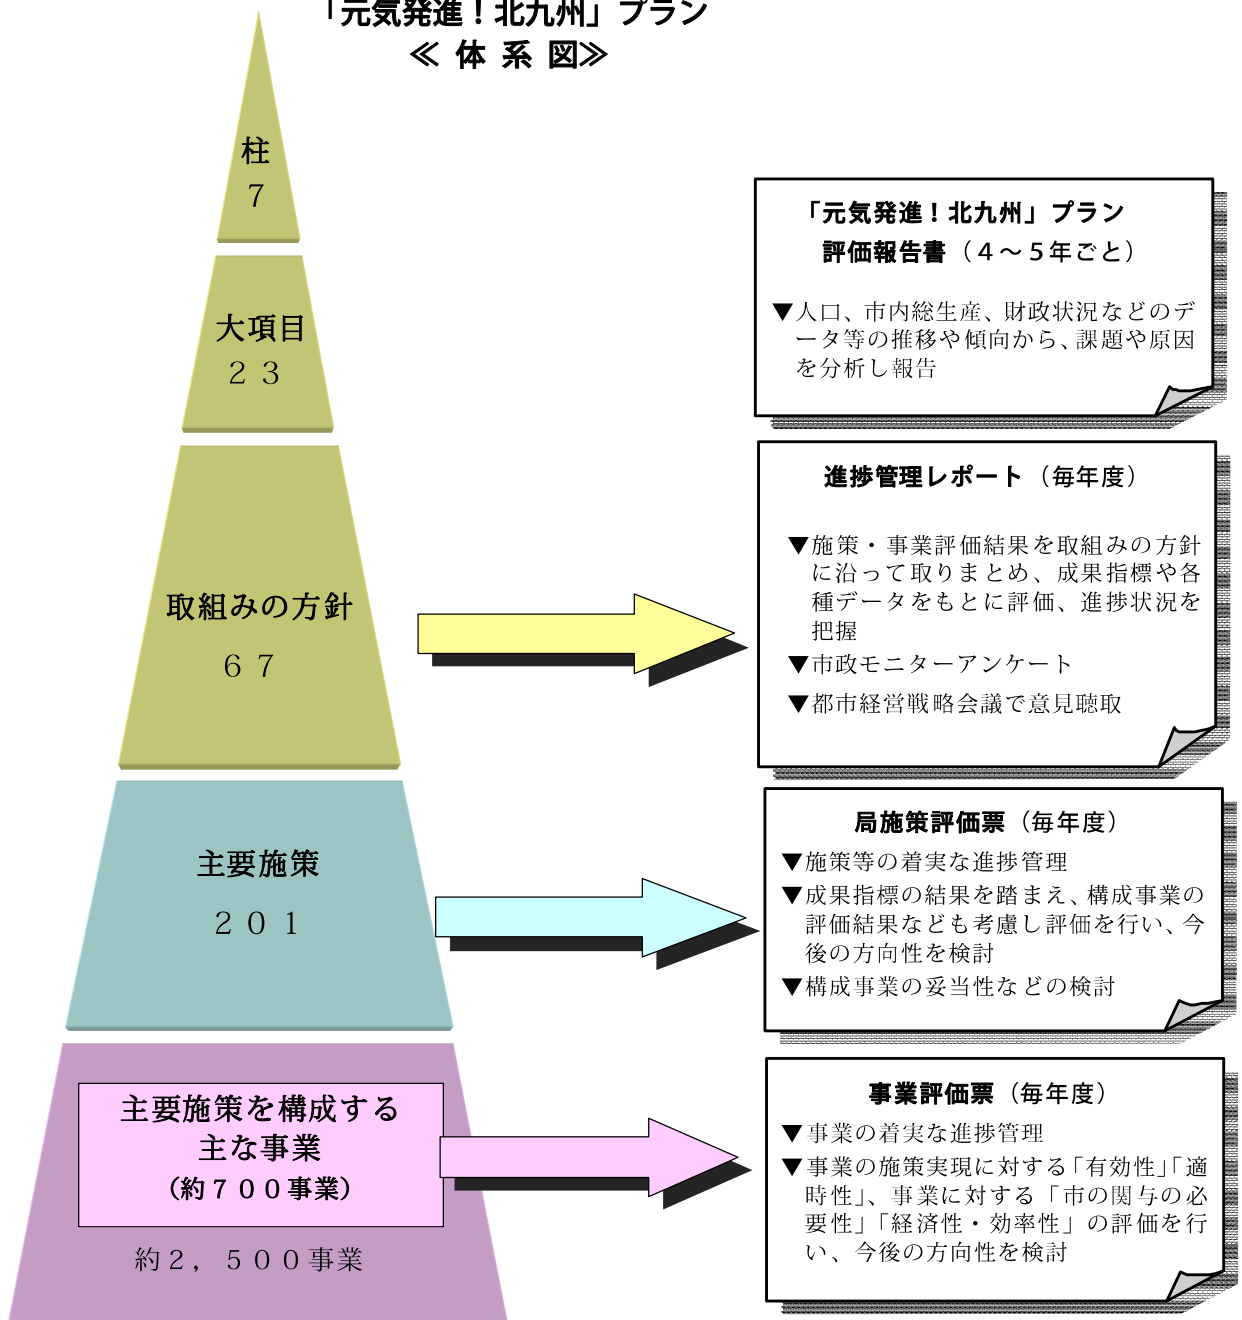 「元気発進！北九州」プラン
≪ 体 系 図≫
柱
７
大項目
２３
取組みの方針
６７
主要施策
２０１
主要施策を構成する
主な事業
（約７００事業）
約２，５００事業
「元気発進！北九州」プラン
評価報告書（４～５年ごと）
▼人口、市内総生産、財政状況などのデ
ータ等の推移や傾向から、課題や原因
を分析し報告
進捗管理レポート（毎年度）
▼施策・事業評価結果を取組みの方針
に沿って取りまとめ、成果指標や各
種データをもとに評価、進捗状況を
把握
▼市政モニターアンケート
▼都市経営戦略会議で意見聴取
局施策評価票（毎年度）
▼施策等の着実な進捗管理
▼成果指標の結果を踏まえ、構成事業の
評価結果なども考慮し評価を行い、今
後の方向性を検討
▼構成事業の妥当性などの検討
事業評価票（毎年度）
▼事業の着実な進捗管理
▼事業の施策実現に対する「有効性」「適
時性」、事業に対する「市の関与の必
要性」「経済性・効率性」の評価を行
い、今後の方向性を検討